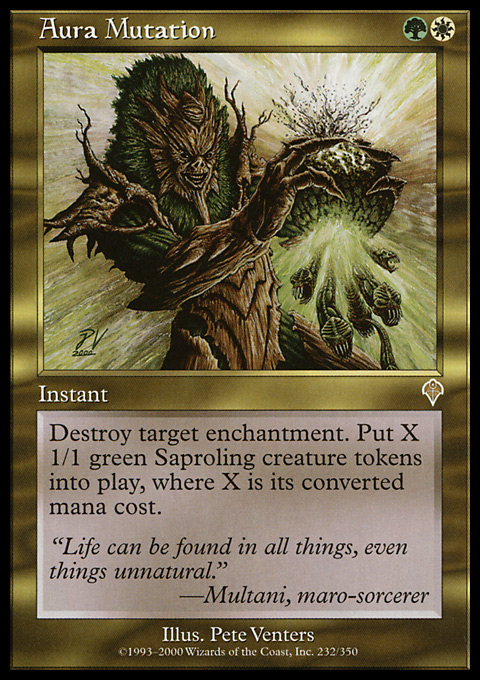 Aura Mutation
PV
2000
Instant
Destroy target enchantment. Put X
1/1 green Saproling creature tokens
into play, where X is its converted
mana cost.
“Life can be found in all things, even
things unnatural.”
—Multani, maro-sorcerer
Illus. Pete Venters
©1993–2000 Wizards of the Coast, Inc. 232/350